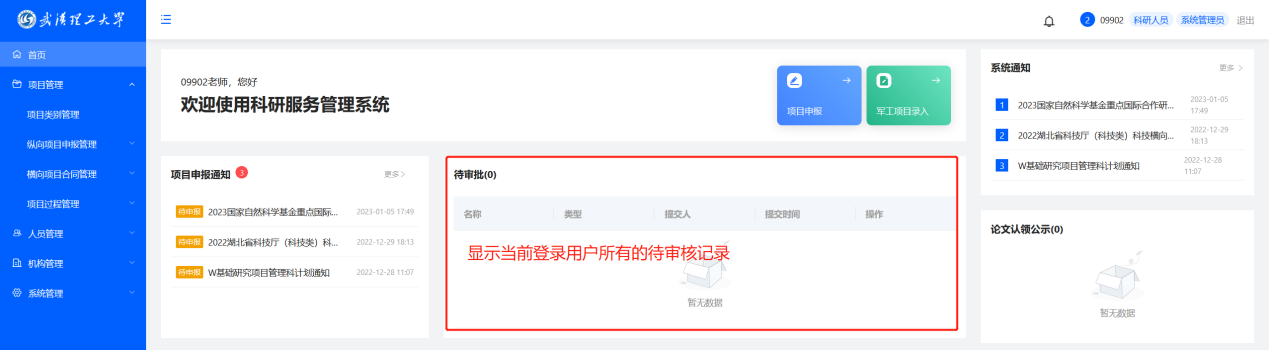 武汉理工大学
2 09902 科研人员 系统管理员 退出
首页
项目管理
项目类别管理
纵向项目申报管理
横向项目合同管理
项目过程管理
人员管理
机构管理
系统管理
09902老师，您好
欢迎使用科研服务管理系统
项目申报
军工项目录入
项目申报通知 3 更多
待申报 2023国家自然科学基金重点国际... 2023-01-05 17:49
待申报 2022湖北省科技厅（科技类）科... 2022-12-29 18:13
待申报 W基础研究项目管理科计划通知 2022-12-28 11:07
待审批(0)
名称 类型 提交人 提交时间 操作
显示当前登录用户所有的待审核记录
暂无数据
系统通知 更多
1 2023国家自然科学基金重点国际合作研... 2023-01-05 17:49
2 2022湖北省科技厅（科技类）科技横向... 2022-12-29 18:13
3 W基础研究项目管理科计划通知 2022-12-28 11:07
论文认领公示(0)
暂无数据